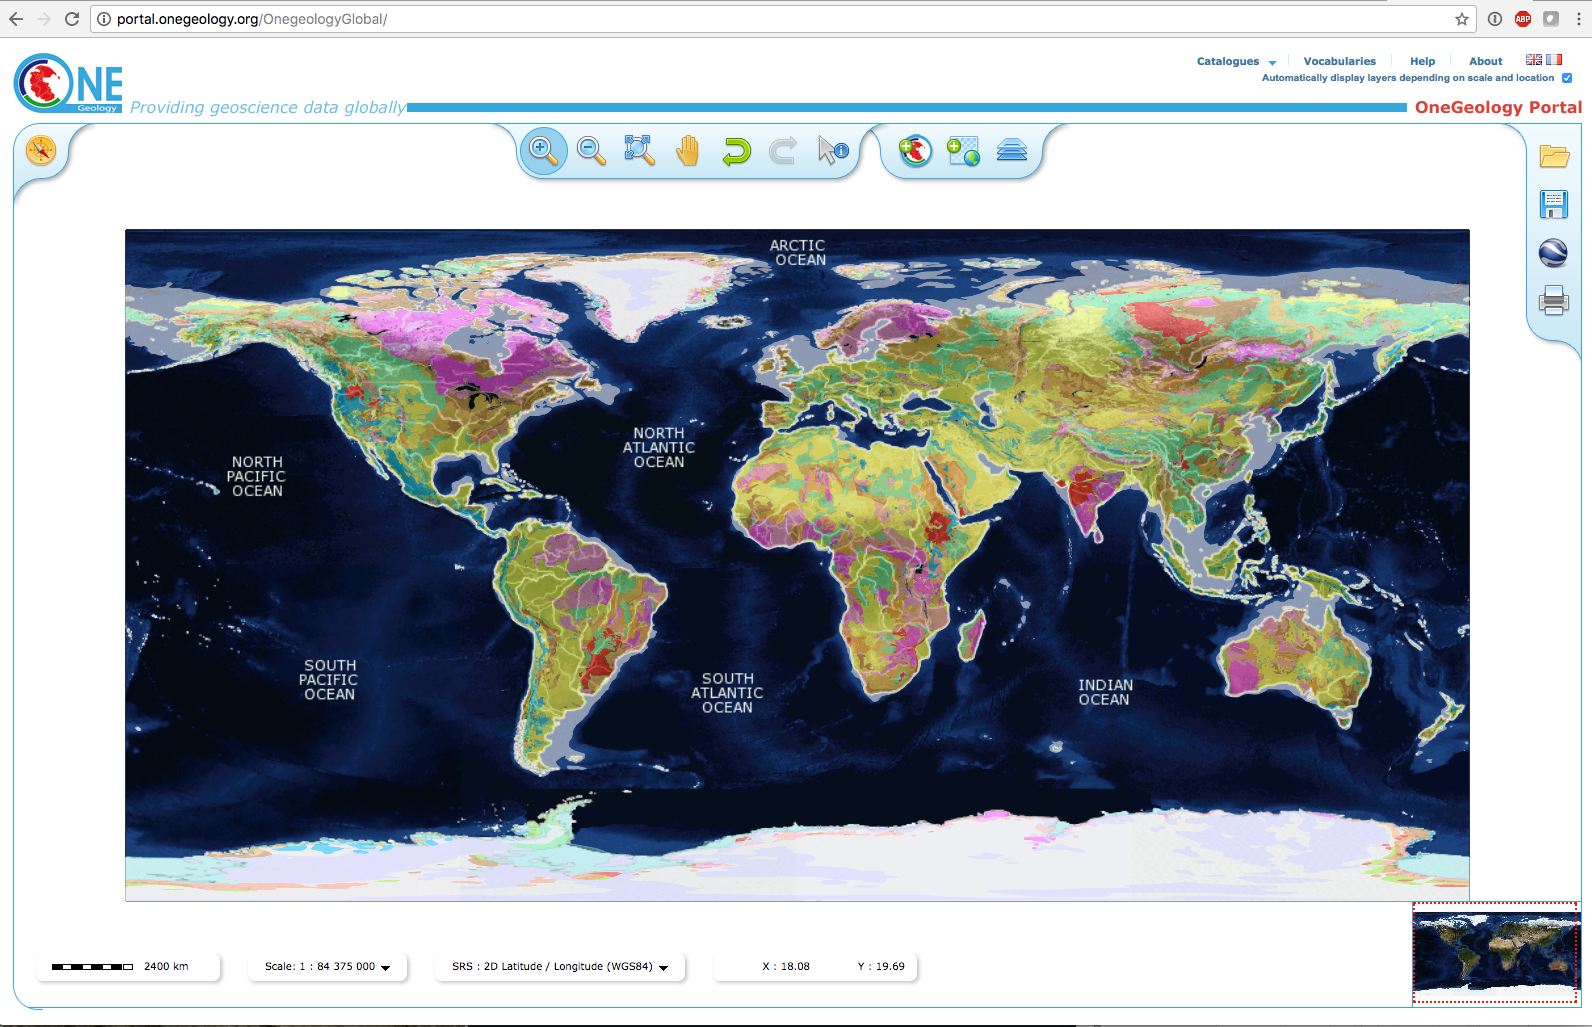 portal.onegeology.org/OnegeologyGlobal/
ABP
Catalogues Vocabularies Help About
Automatically display layers depending on scale and location
ONE
Geology
Providing geoscience data globally
OneGeology Portal
ARCTIC
OCEAN
NORTH
ATLANTIC
OCEAN
NORTH
PACIFIC
OCEAN
SOUTH
PACIFIC
OCEAN
SOUTH
ATLANTIC
OCEAN
INDIAN
OCEAN
2400 km
Scale: 1 : 84 375 000
SRS : 2D Latitude / Longitude (WGS84)
X : 18.08
Y : 19.69